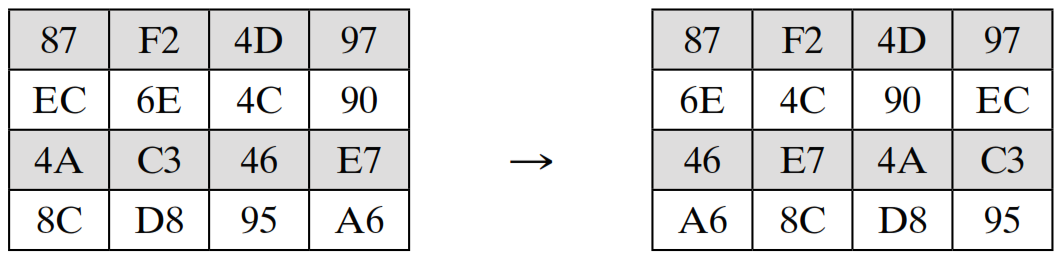 87 F2 4D 97 87 F2 4D 97
EC 6E 4C 90 6E 4C 90 EC
4A C3 46 E7 → 46 E7 4A C3
8C D8 95 A6 A6 8C D8 95